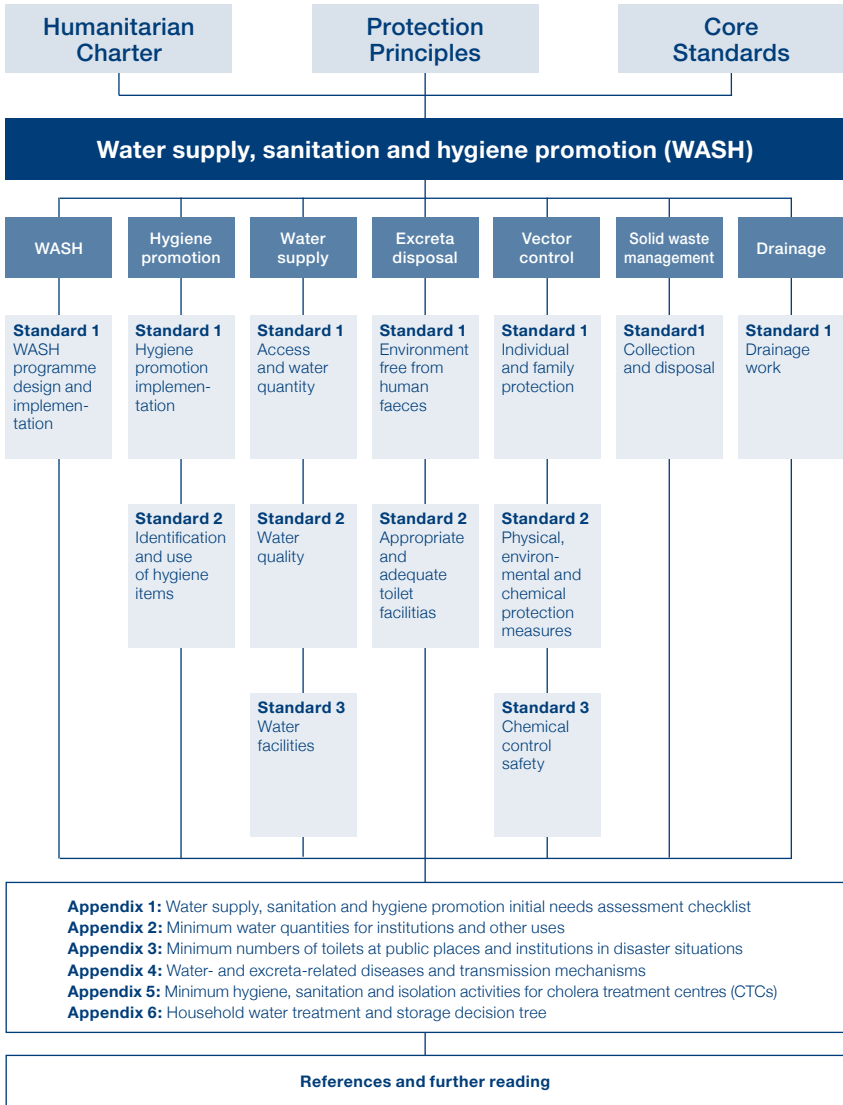 Humanitarian
Charter
Protection
Principles
Core
Standards
Water supply, sanitation and hygiene promotion (WASH)
WASH
Hygiene
promotion
Water
supply
Excreta
disposal
Vector
control
Solid waste
management
Drainage
Standard 1
WASH
programme
design and
implemen-
tation
Standard 1
Hygiene
promotion
implemen-
tation
Standard 1
Access
and water
quantity
Standard 1
Environment
free from
human
faeces
Standard 1
Individual
and family
protection
Standard1
Collection
and disposal
Standard 1
Drainage
work
Standard 2
Identification
and use
of hygiene
items
Standard 2
Water
quality
Standard 2
Appropriate
and
adequate
toilet
facilitias
Standard 2
Physical,
environ-
mental and
chemical
protection
measures
Standard 3
Water
facilities
Standard 3
Chemical
control
safety
Appendix 1: Water supply, sanitation and hygiene promotion initial needs assessment checklist
Appendix 2: Minimum water quantities for institutions and other uses
Appendix 3: Minimum numbers of toilets at public places and institutions in disaster situations
Appendix 4: Water- and excreta-related diseases and transmission mechanisms
Appendix 5: Minimum hygiene, sanitation and isolation activities for cholera treatment centres (CTCs)
Appendix 6: Household water treatment and storage decision tree
References and further reading